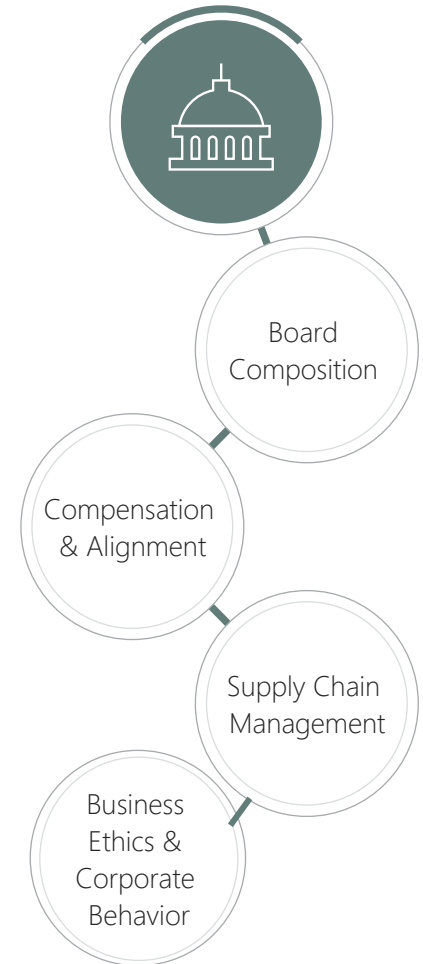 Board
Composition
Compensation
& Alignment
Supply Chain
Management
Business
Ethics &
Corporate
Behavior